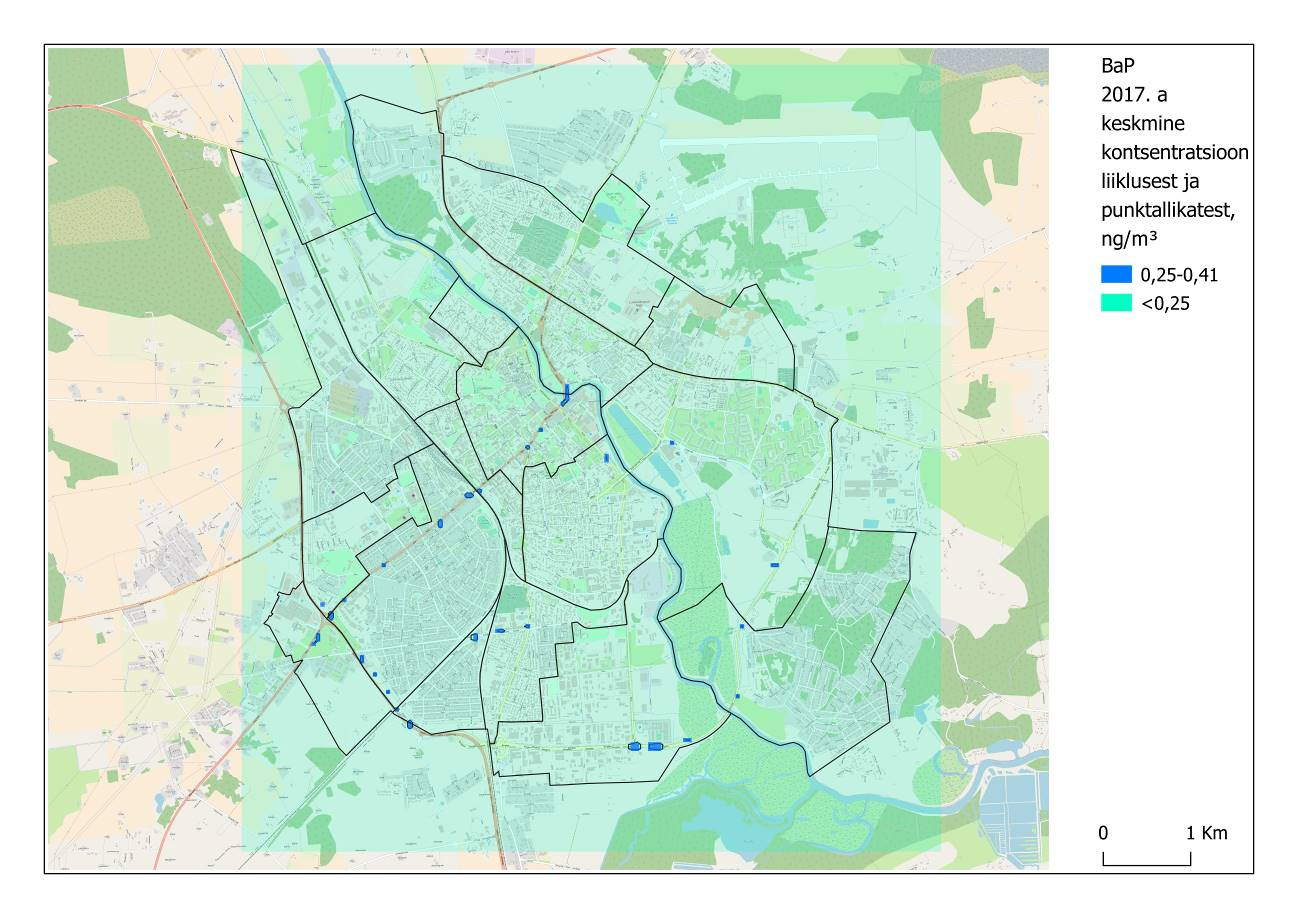 BaP
2017. a
keskmine
kontsentratsioon
liiklusest ja
punktallikatest,
ng/m³
0,25-0,41
<0,25
0 1 Km